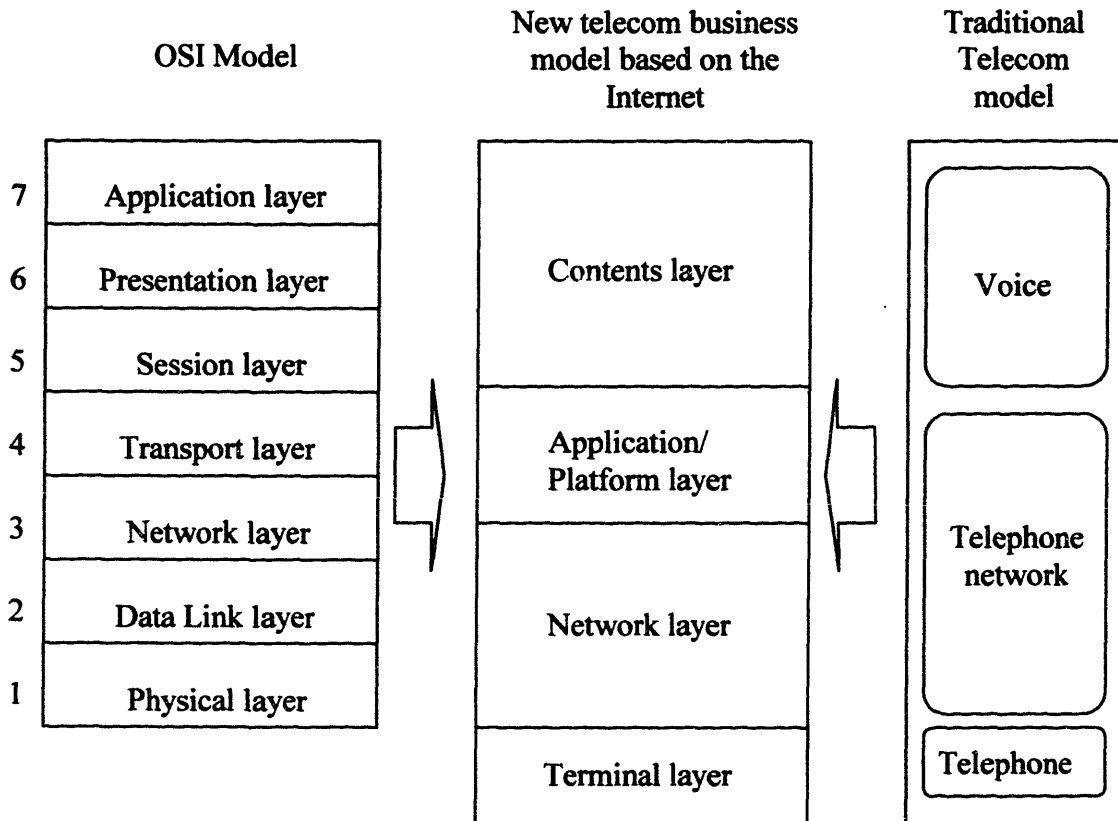 OSI Model
New telecom business
model based on the
Internet
Traditional
Telecom
model
7
Application layer
6
Presentation layer
5
Session layer
4
Transport layer
3
Network layer
2
Data Link layer
1
Physical layer
Contents layer
Application/
Platform layer
Network layer
Terminal layer
Voice
Telephone
network
Telephone